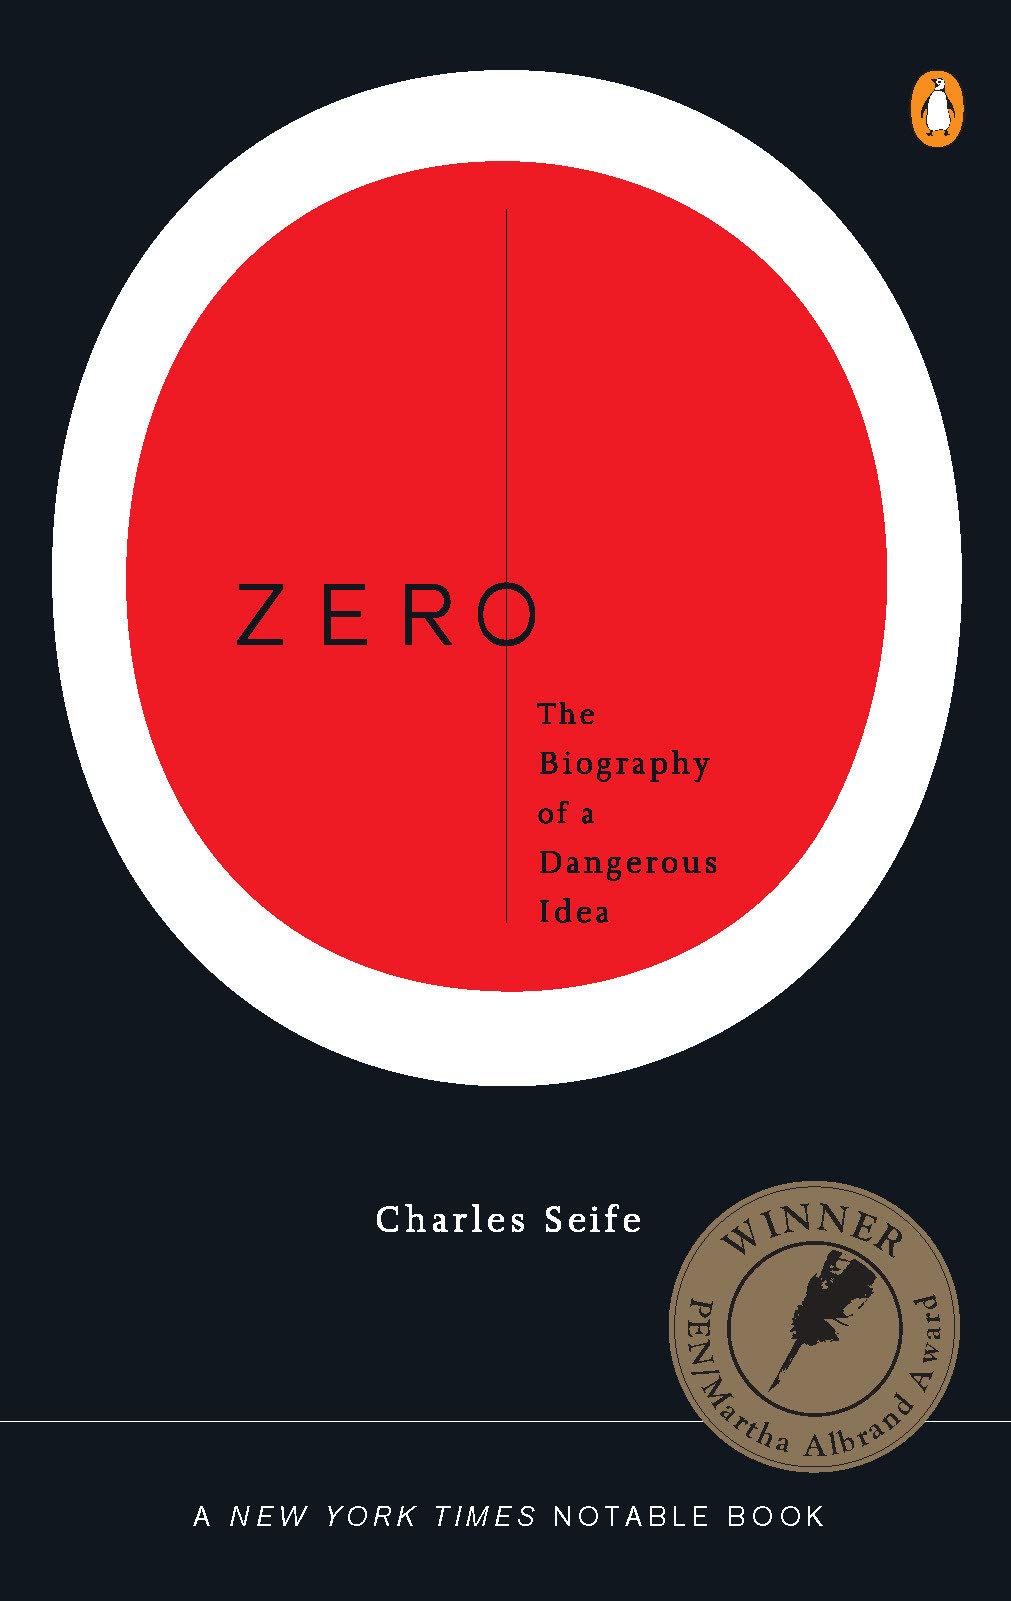 ZERO
The
Biography
of a
Dangerous
Idea
Charles Seife
WINNER
PEN/Martha Albrand Award
A NEW YORK TIMES NOTABLE BOOK